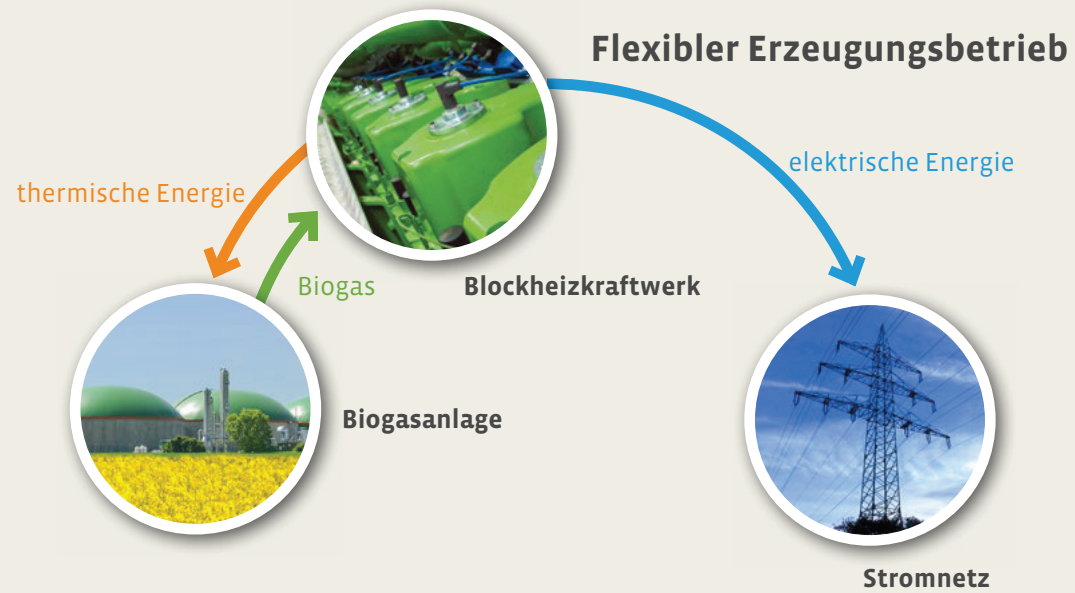 Flexibler Erzeugungsbetrieb
elektrische Energie
thermische Energie
Biogas
Blockheizkraftwerk
Biogasanlage
Stromnetz